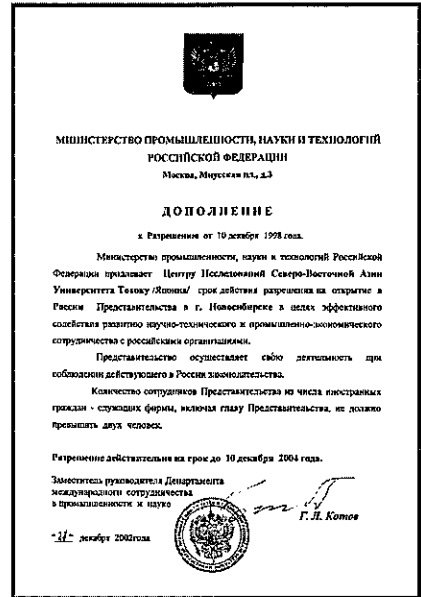 МИНИСТЕРСТВО ПРОМЫШЛЕННОСТИ, НАУКИ И ТЕХНОЛОГИЙ
РОССИЙСКОЙ ФЕДЕРАЦИИ
Москва, Миусская пл., д.3
ДОПОЛНЕНИЕ
к Разрешению от 10 декабря 1998 года.
Министерство промышленности, науки и технологий Российской
Федерации продлевает Центру Исследований Северо-Восточной Азии
Университета Тохоку /Япония/ срок действия разрешения на открытие в
России Представительства в г. Новосибирске в целях эффективного
содействия развитию научно-технического и промышленно-экономического
сотрудничества с российскими организациями.
Представительство осуществляет свою деятельность при
соблюдении действующего в России законодательства.
Количество сотрудников Представительства из числа иностранных
граждан - служащих фирмы, включая главу Представительства, не должно
превышать двух человек.
Разрешение действительно на срок до 10 декабря 2004 года.
Заместитель руководителя Департамента
международного сотрудничества
в промышленности и науке
Г. Л. Котов
декабря 2002года